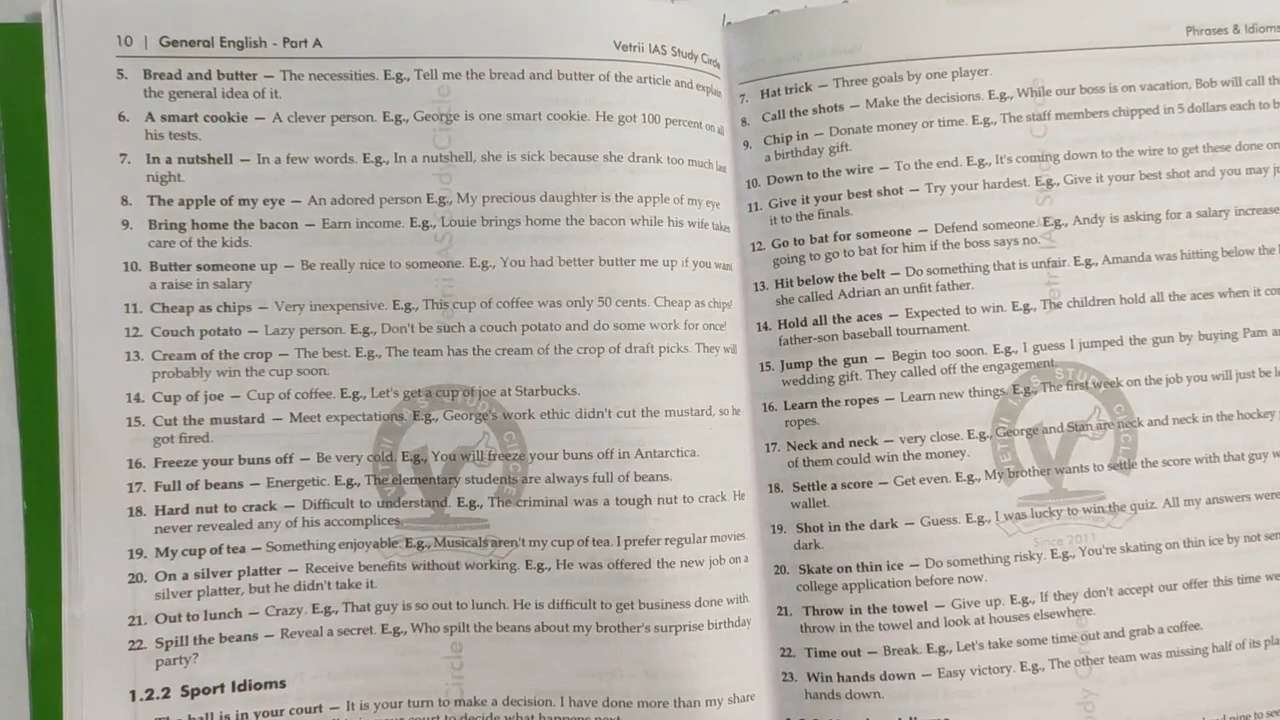 10 | General English - Part A
Vetrii IAS Study Circle
5. Bread and butter — The necessities. E.g., Tell me the bread and butter of the article and explain
the general idea of it.
6. A smart cookie — A clever person. E.g., George is one smart cookie. He got 100 percent on all
his tests.
7. In a nutshell — In a few words. E.g., In a nutshell, she is sick because she drank too much last
night.
8. The apple of my eye — An adored person E.g., My precious daughter is the apple of my eye
9. Bring home the bacon — Earn income. E.g., Louie brings home the bacon while his wife takes
care of the kids.
10. Butter someone up — Be really nice to someone. E.g., You had better butter me up if you want
a raise in salary
11. Cheap as chips — Very inexpensive. E.g., This cup of coffee was only 50 cents. Cheap as chips!
12. Couch potato — Lazy person. E.g., Don't be such a couch potato and do some work for once!
13. Cream of the crop — The best. E.g., The team has the cream of the crop of draft picks. They will
probably win the cup soon.
14. Cup of joe — Cup of coffee. E.g., Let's get a cup of joe at Starbucks.
15. Cut the mustard — Meet expectations. E.g., George's work ethic didn't cut the mustard, so he
got fired.
16. Freeze your buns off — Be very cold. E.g., You will freeze your buns off in Antarctica.
17. Full of beans — Energetic. E.g., The elementary students are always full of beans.
18. Hard nut to crack — Difficult to understand. E.g., The criminal was a tough nut to crack. He
never revealed any of his accomplices.
19. My cup of tea — Something enjoyable. E.g., Musicals aren't my cup of tea. I prefer regular movies.
20. On a silver platter — Receive benefits without working. E.g., He was offered the new job on a
silver platter, but he didn't take it.
21. Out to lunch — Crazy. E.g., That guy is so out to lunch. He is difficult to get business done with.
22. Spill the beans — Reveal a secret. E.g., Who spilt the beans about my brother's surprise birthday
party?
1.2.2 Sport Idioms
ball is in your court — It is your turn to make a decision. I have done more than my share
court to decide what happens next.
Phrases & Idioms
7. Hat trick — Three goals by one player.
8. Call the shots — Make the decisions. E.g., While our boss is on vacation, Bob will call
9. Chip in — Donate money or time. E.g., The staff members chipped in 5 dollars each to
a birthday gift.
10. Down to the wire — To the end. E.g., It's coming down to the wire to get these done
11. Give it your best shot — Try your hardest. E.g., Give it your best shot and you may
it to the finals.
12. Go to bat for someone — Defend someone. E.g., Andy is asking for a salary increase
going to go to bat for him if the boss says no.
13. Hit below the belt — Do something that is unfair. E.g., Amanda was hitting below the
she called Adrian an unfit father.
14. Hold all the aces — Expected to win. E.g., The children hold all the aces when it
father-son baseball tournament.
15. Jump the gun — Begin too soon. E.g., I guess I jumped the gun by buying Pam
wedding gift. They called off the engagement.
16. Learn the ropes — Learn new things. E.g., The first week on the job you will just be
ropes.
17. Neck and neck — very close. E.g., George and Stan are neck and neck in the hockey
of them could win the money.
18. Settle a score — Get even. E.g., My brother wants to settle the score with that guy
wallet.
19. Shot in the dark — Guess. E.g., I was lucky to win the quiz. All my answers were
dark.
20. Skate on thin ice — Do something risky. E.g., You're skating on thin ice by not
college application before now.
21. Throw in the towel — Give up. E.g., If they don't accept our offer this time
throw in the towel and look at houses elsewhere.
22. Time out — Break. E.g., Let's take some time out and grab a coffee.
23. Win hands down — Easy victory. E.g., The other team was missing half of its
hands down.